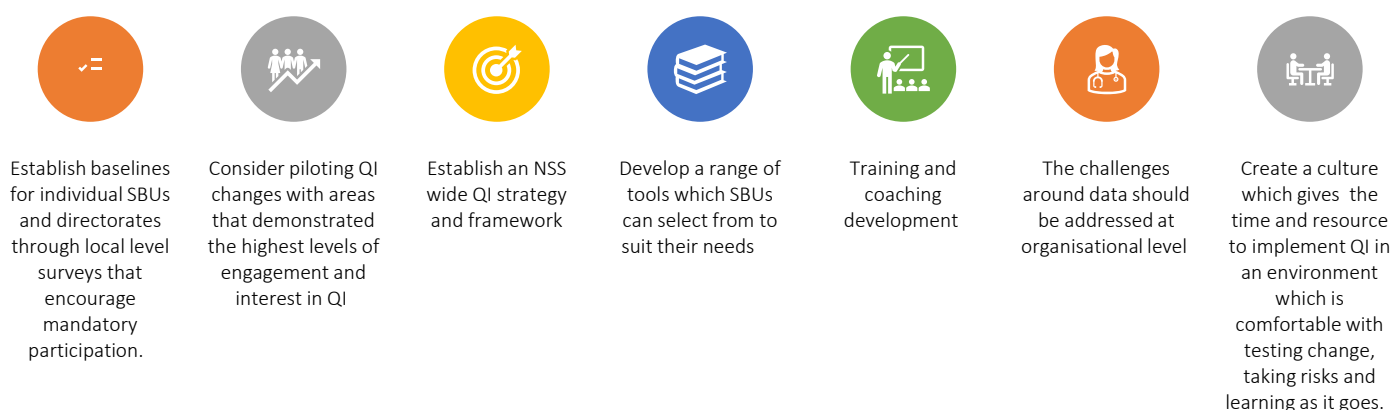 Establish baselines
for individual SBUs
and directorates
through local level
surveys that
encourage
mandatory
participation.
Consider piloting QI
changes with areas
that demonstrated
the highest levels of
engagement and
interest in QI
Establish an NSS
wide QI strategy
and framework
Develop a range of
tools which SBUs
can select from to
suit their needs
Training and
coaching
development
The challenges
around data should
be addressed at
organisational level
Create a culture
which gives  the
time and resource
to implement QI in
an environment
which is
comfortable with
testing change,
taking risks and
learning as it goes.